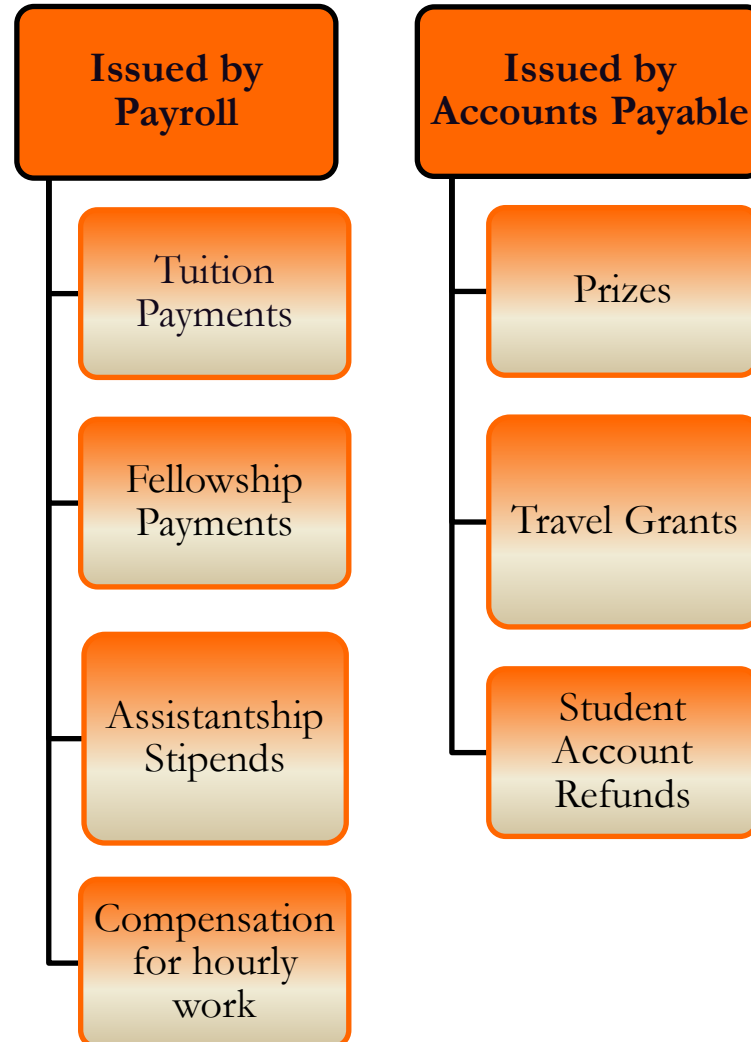 Issued by
Payroll
Tuition
Payments
Fellowship
Payments
Assistantship
Stipends
Compensation
for hourly
work
Issued by
Accounts Payable
Prizes
Travel Grants
Student
Account
Refunds